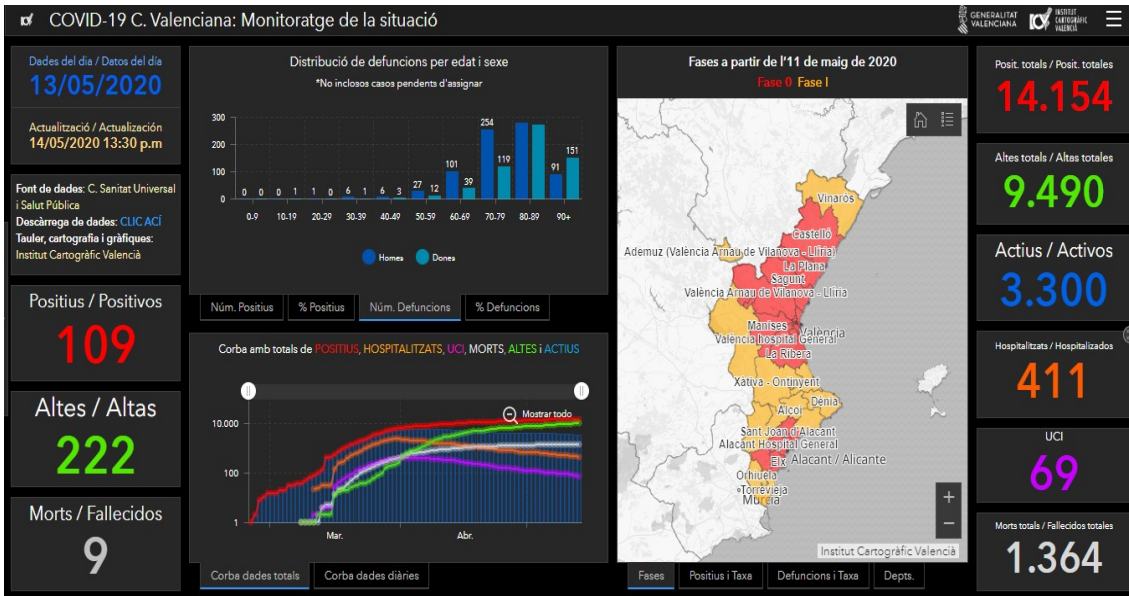 COVID-19 C. Valenciana: Monitoratge de la situació
GENERALITAT
VALENCIANA
INSTITUT
CARTOGRÀFIC
VALENCIÀ
Dades del dia / Datos del día
13/05/2020
Actualització / Actualización
14/05/2020 13:30 p.m
Font de dades: C. Sanitat Universal
i Salut Pública
Descàrrega de dades: CLIC ACÍ
Tauler, cartografia i gràfiques:
Institut Cartogràfic Valencià
Positius / Positivos
109
Altes / Altas
222
Morts / Fallecidos
9
Distribució de defuncions per edat i sexe
*No inclosos casos pendents d'assignar
300
200
100
0
0 0 0 1 1 0 6 1 6 3 27 12 101 39 254 119 91 151
0-9 10-19 20-29 30-39 40-49 50-59 60-69 70-79 80-89 90+
Homes Dones
Núm. Positius % Positius Núm. Defuncions % Defuncions
Corba amb totals de POSITIUS, HOSPITALITZATS, UCI, MORTS, ALTES i ACTIUS
Mostrar todo
10.000
100
1
Mar. Abr.
Corba dades totals Corba dades diàries
Fases a partir de l'11 de maig de 2020
Fase 0 Fase I
Vinaròs
Castelló
Ademuz (València Arnau de Vilanova - Llíria)
La Plana
Sagunt
València Arnau de Vilanova - Llíria
Manises
València
València hospital General
La Ribera
Xàtiva - Ontinyent
Dénia
Alcoi
Sant Joan d'Alacant
Alacant Hospital General
Elx
Alacant / Alicante
Orihuela
Torrevieja
Murcia
+
−
Institut Cartogràfic Valencià
Fases Positius i Taxa Defuncions i Taxa Depts.
Posit. totals / Posit. totales
14.154
Altes totals / Altas totales
9.490
Actius / Activos
3.300
Hospitalitzats / Hospitalizados
411
UCI
69
Morts totals / Fallecidos totales
1.364